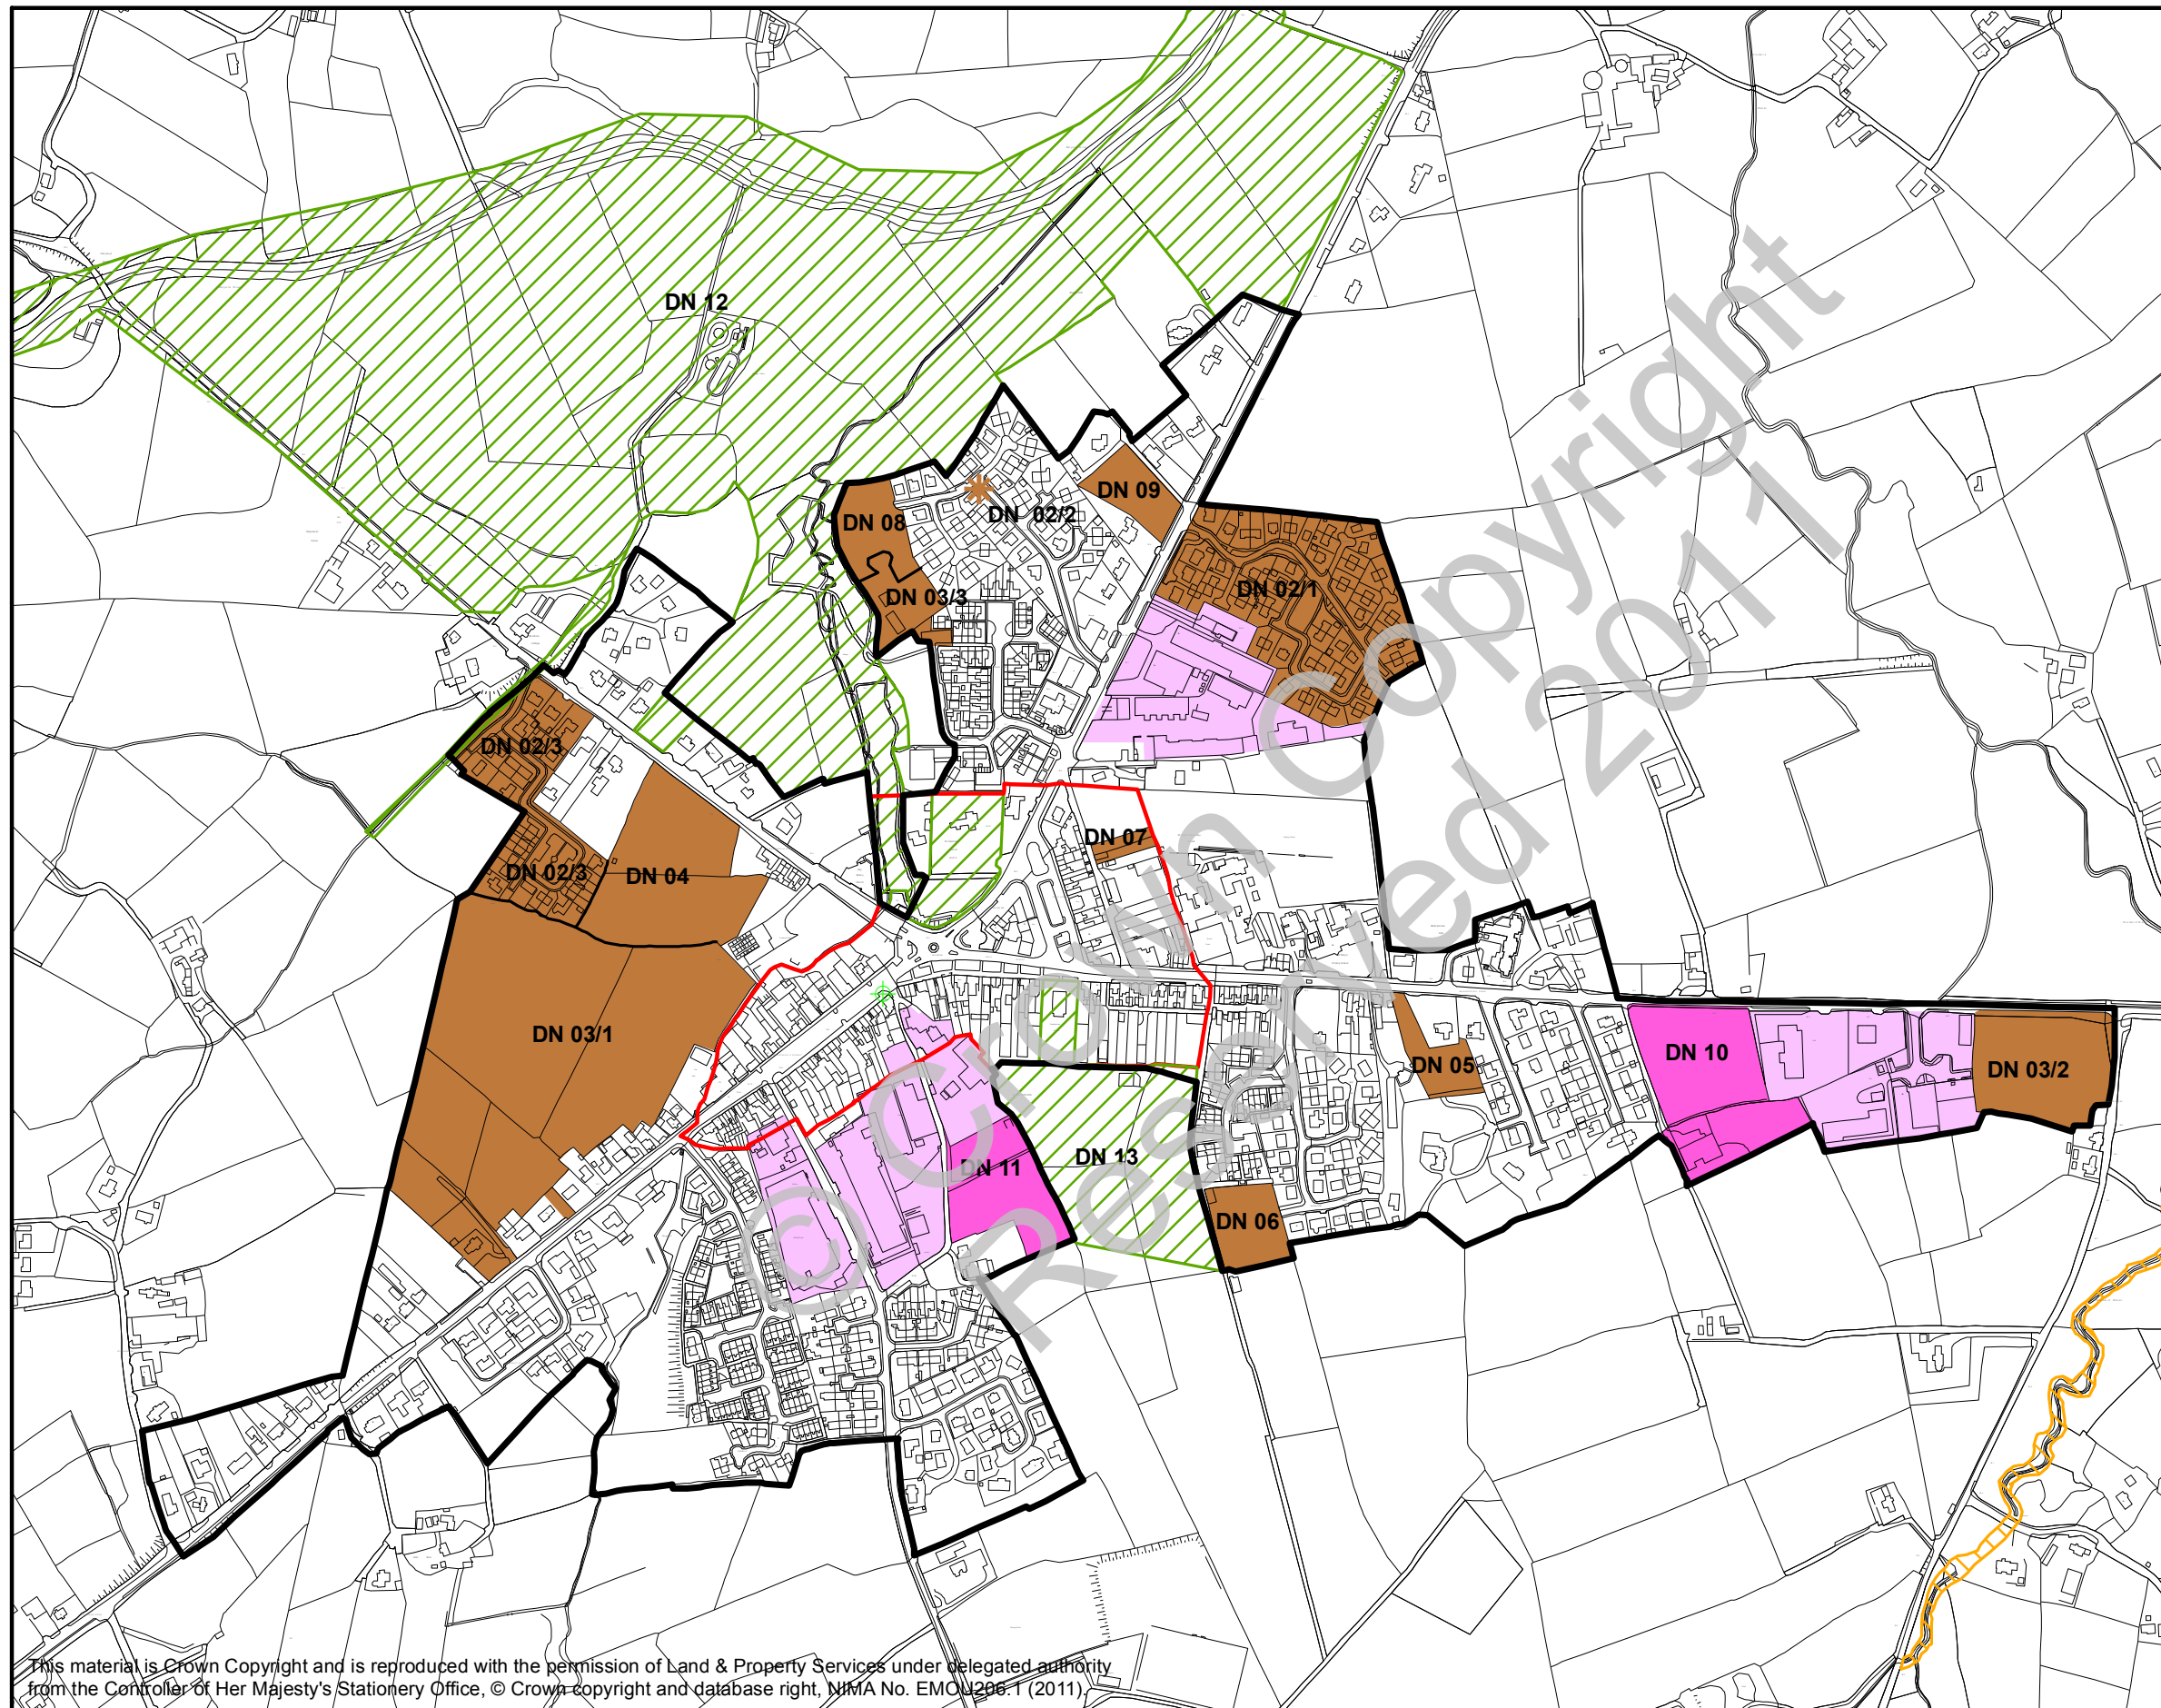 DN 12
DN 09
DN 02/2
DN 08
DN 02/1
DN 03/3
DN 02/3
DN 07
DN 02/3
DN 04
DN 03/1
DN 10
DN 05
DN 03/2
DN 13
DN 11
DN 06
© Crown Copyright
Reserved 2011
This material is Crown Copyright and is reproduced with the permission of Land & Property Services under delegated authority
from the Controller of Her Majesty's Stationery Office, © Crown copyright and database right, NIMA No. EMOU206.1 (2011).